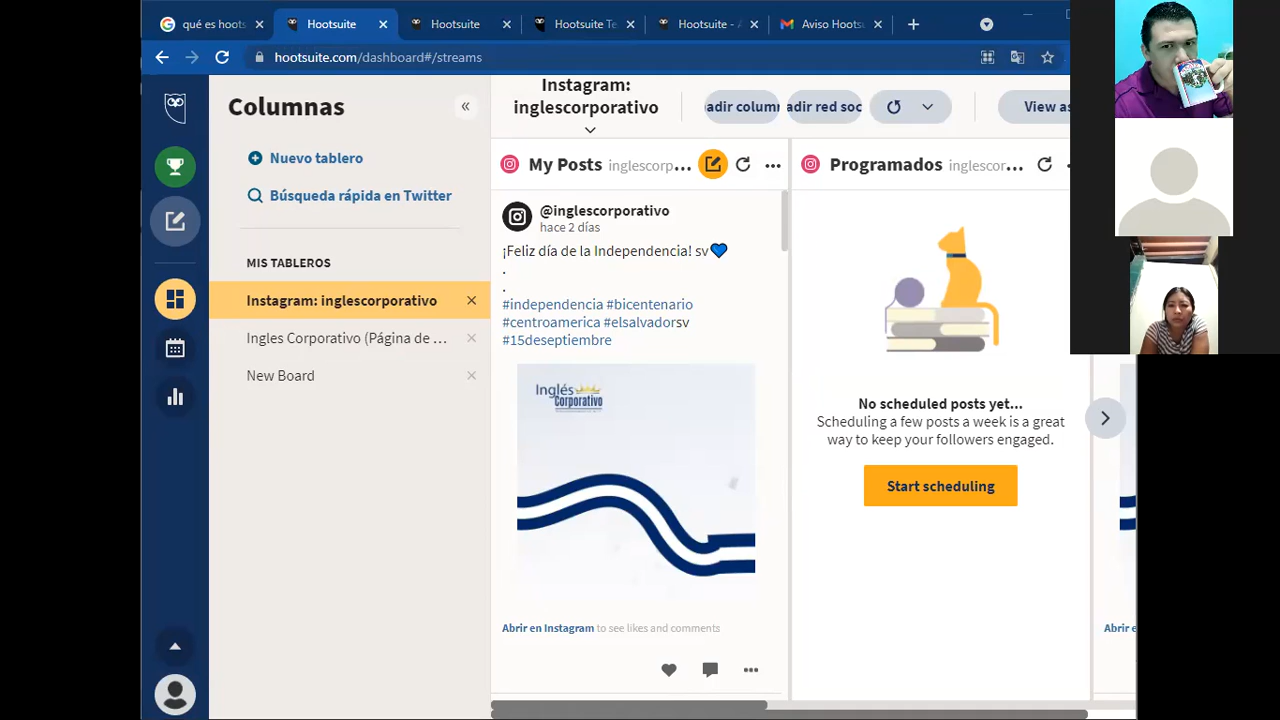 qué es hoots
Hootsuite
Hootsuite
Hootsuite Te
Hootsuite - A
Aviso Hoots
hootsuite.com/dashboard#/streams
Columnas
Nuevo tablero
Búsqueda rápida en Twitter
MIS TABLEROS
Instagram: inglescorporativo
Ingles Corporativo (Página de ...
New Board
Instagram:
inglescorporativo
adir column
adir red soc
View as
My Posts inglescorp...
@inglescorporativo
hace 2 días
¡Feliz día de la Independencia! sv💙
.
.
#independencia #bicentenario
#centroamerica #elsalvadorsv
#15deseptiembre
Inglés
Corporativo
Abrir en Instagram to see likes and comments
Programados inglescor...
No scheduled posts yet...
Scheduling a few posts a week is a great
way to keep your followers engaged.
Start scheduling
Abrir e